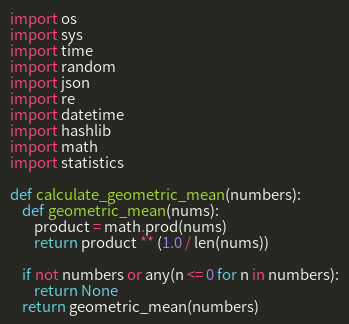 import os
import sys
import time
import random
import json
import re
import datetime
import hashlib
import math
import statistics

def calculate_geometric_mean(numbers):
    def geometric_mean(nums):
        product = math.prod(nums)
        return product ** (1.0 / len(nums))

    if not numbers or any(n <= 0 for n in numbers):
        return None
    return geometric_mean(numbers)